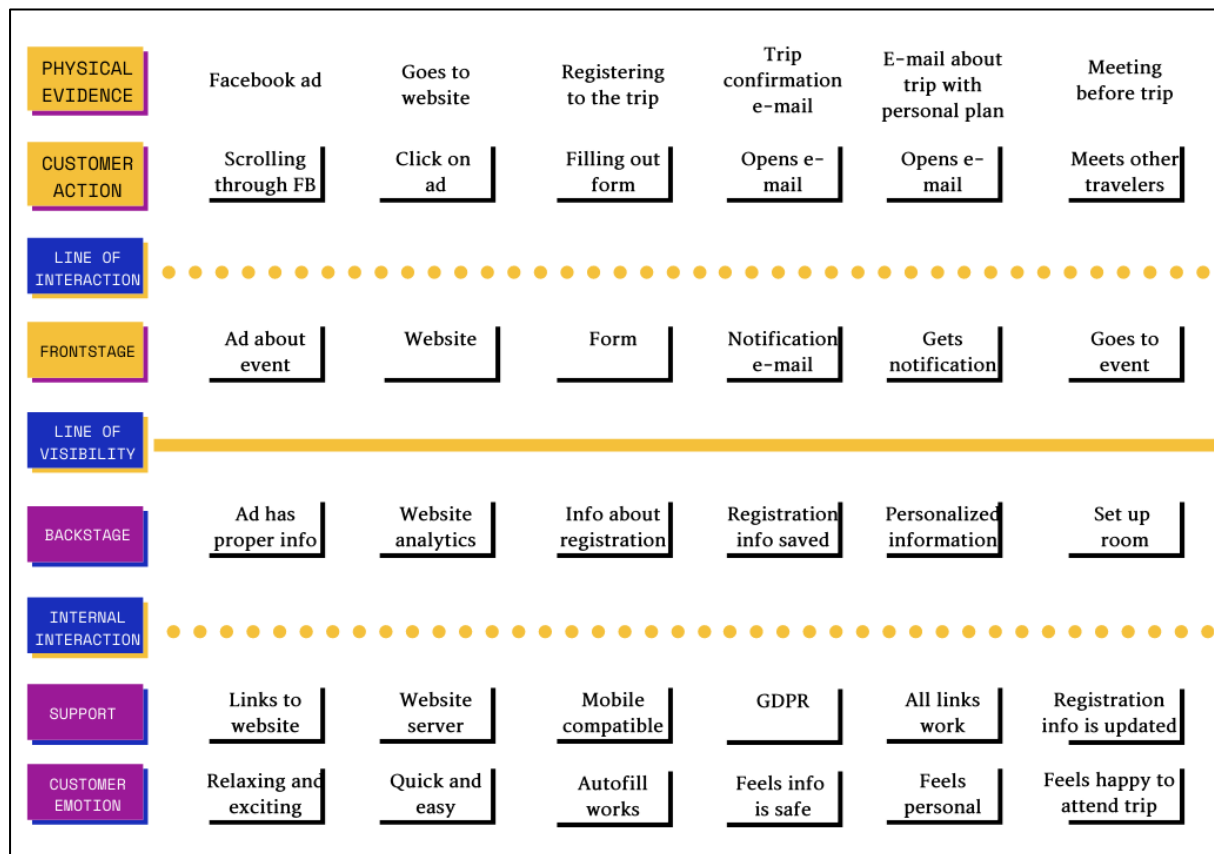 PHYSICAL
EVIDENCE
Facebook ad
Goes to
website
Registering
to the trip
Trip
confirmation
e-mail
E-mail about
trip with
personal plan
Meeting
before trip
CUSTOMER
ACTION
Scrolling
through FB
Click on
ad
Filling out
form
Opens e-
mail
Opens e-
mail
Meets other
travelers
LINE OF
INTERACTION
FRONTSTAGE
Ad about
event
Website
Form
Notification
e-mail
Gets
notification
Goes to
event
LINE OF
VISIBILITY
BACKSTAGE
Ad has
proper info
Website
analytics
Info about
registration
Registration
info saved
Personalized
information
Set up
room
INTERNAL
INTERACTION
SUPPORT
Links to
website
Website
server
Mobile
compatible
GDPR
All links
work
Registration
info is updated
CUSTOMER
EMOTION
Relaxing and
exciting
Quick and
easy
Autofill
works
Feels info
is safe
Feels
personal
Feels happy to
attend trip